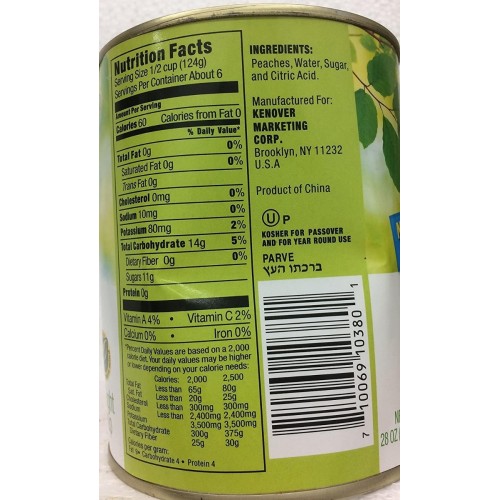 Nutrition Facts
Serving Size 1/2 cup (124g)
Servings Per Container About 6
Amount Per Serving
Calories 60 Calories from Fat 0
% Daily Value*
Total Fat 0g 0%
Saturated Fat 0g 0%
Trans Fat 0g
Cholesterol 0mg 0%
Sodium 10mg 0%
Potassium 80mg 2%
Total Carbohydrate 14g 5%
Dietary Fiber 0g 0%
Sugars 11g
Protein 0g
Vitamin A 4% • Vitamin C 2%
Calcium 0% • Iron 0%
*Percent Daily Values are based on a 2,000
calorie diet. Your daily values may be higher
or lower depending on your calorie needs:
Calories: 2,000 2,500
Total Fat Less than 65g 80g
Sat. Fat Less than 20g 25g
Cholesterol Less than 300mg 300mg
Sodium Less than 2,400mg 2,400mg
Potassium 3,500mg 3,500mg
Total Carbohydrate 300g 375g
Dietary Fiber 25g 30g
Calories per gram:
Fat 9 • Carbohydrate 4 • Protein 4
INGREDIENTS:
Peaches, Water, Sugar,
and Citric Acid.
Manufactured For:
KENOVER
MARKETING
CORP.
Brooklyn, NY 11232
U.S.A
Product of China
U P
KOSHER FOR PASSOVER
AND FOR YEAR ROUND USE
PARVE
ברכתו העץ
7 10069 10380 1
28 OZ